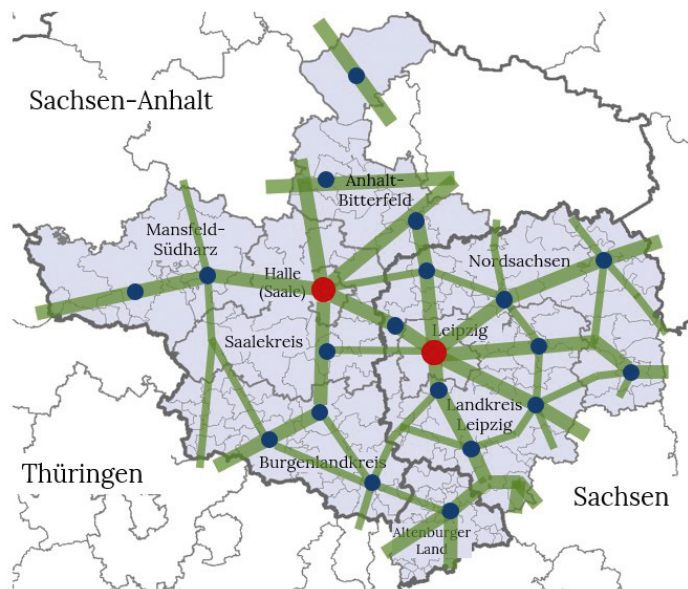 Sachsen-Anhalt
Anhalt-
Bitterfeld
Mansfeld-
Südharz
Nordsachsen
Halle
(Saale)
Leipzig
Saalekreis
Landkreis
Leipzig
Burgenlandkreis
Thüringen
Sachsen
Altenburger
Land